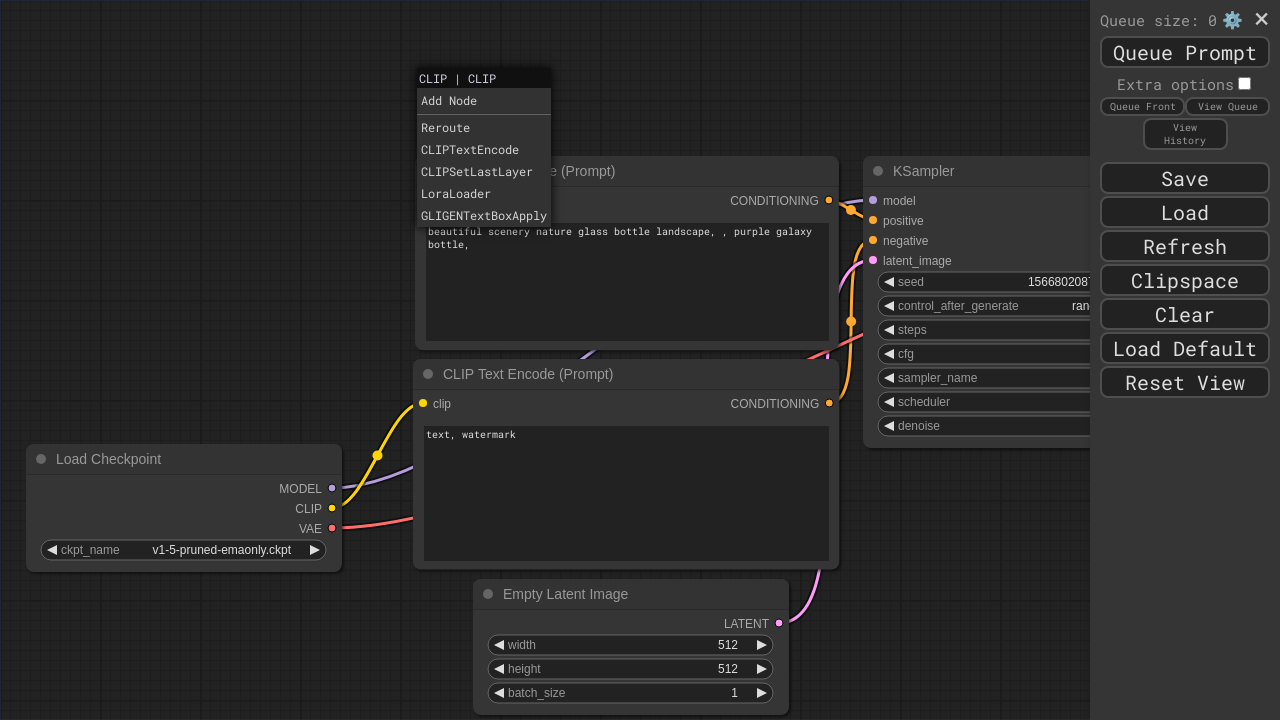 CLIP | CLIP
Add Node
Reroute
CLIPTextEncode
CLIPSetLastLayer
LoraLoader
GLIGENTextBoxApply
e (Prompt)
CONDITIONING
beautiful scenery nature glass bottle landscape, , purple galaxy
bottle,
CLIP Text Encode (Prompt)
clip
CONDITIONING
text, watermark
Load Checkpoint
MODEL
CLIP
VAE
ckpt_name v1-5-pruned-emaonly.ckpt
Empty Latent Image
LATENT
width 512
height 512
batch_size 1
KSampler
model
positive
negative
latent_image
seed 1566802087
control_after_generate ran
steps
cfg
sampler_name
scheduler
denoise
Queue size: 0
Queue Prompt
Extra options
Queue Front
View Queue
View
History
Save
Load
Refresh
Clipspace
Clear
Load Default
Reset View